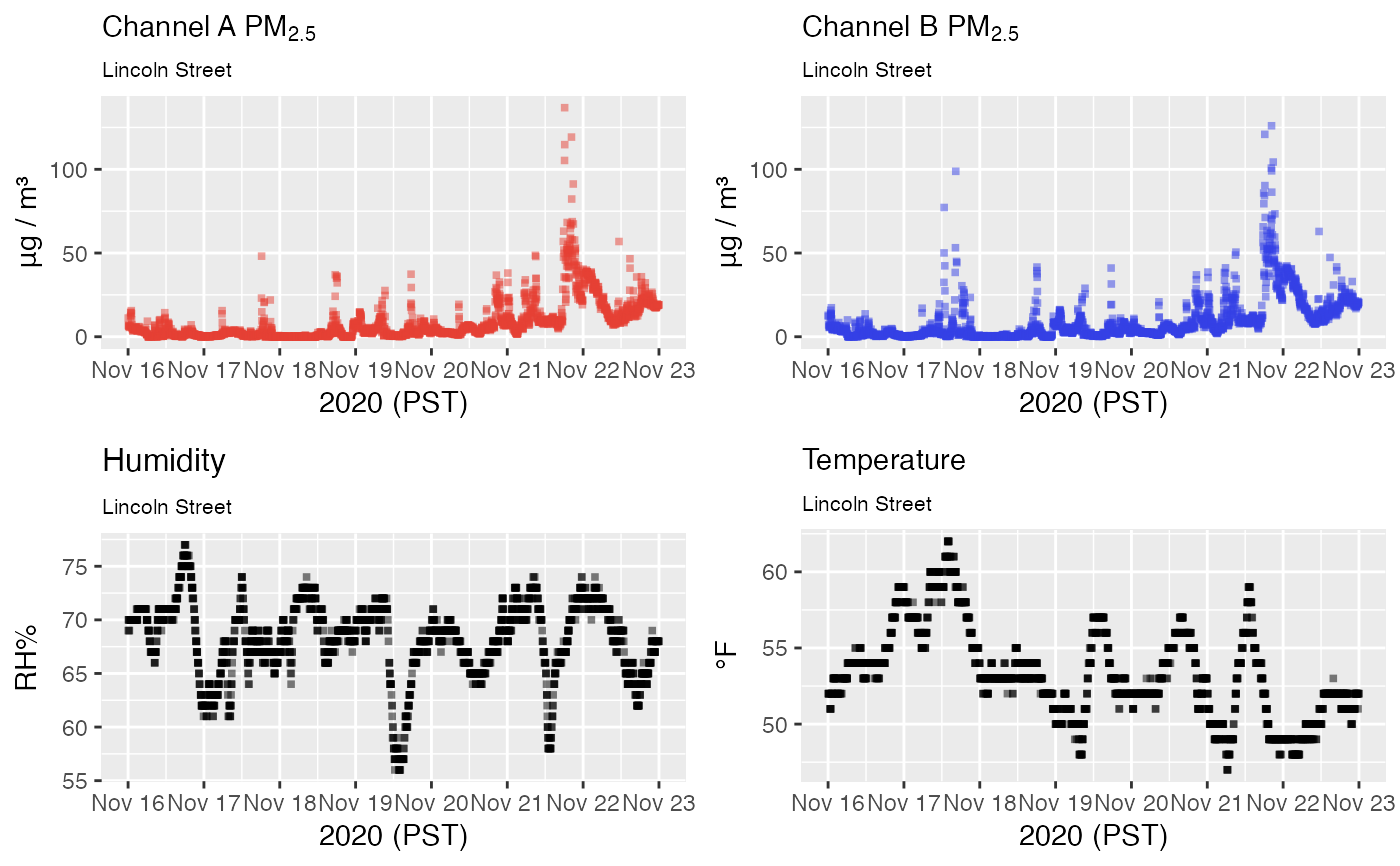 Channel A PM2.5
Lincoln Street
µg / m³
100
50
0
Nov 16 Nov 17 Nov 18 Nov 19 Nov 20 Nov 21 Nov 22 Nov 23
2020 (PST)
Channel B PM2.5
Lincoln Street
µg / m³
100
50
0
Nov 16 Nov 17 Nov 18 Nov 19 Nov 20 Nov 21 Nov 22 Nov 23
2020 (PST)
Humidity
Lincoln Street
RH%
75
70
65
60
55
Nov 16 Nov 17 Nov 18 Nov 19 Nov 20 Nov 21 Nov 22 Nov 23
2020 (PST)
Temperature
Lincoln Street
°F
60
55
50
Nov 16 Nov 17 Nov 18 Nov 19 Nov 20 Nov 21 Nov 22 Nov 23
2020 (PST)